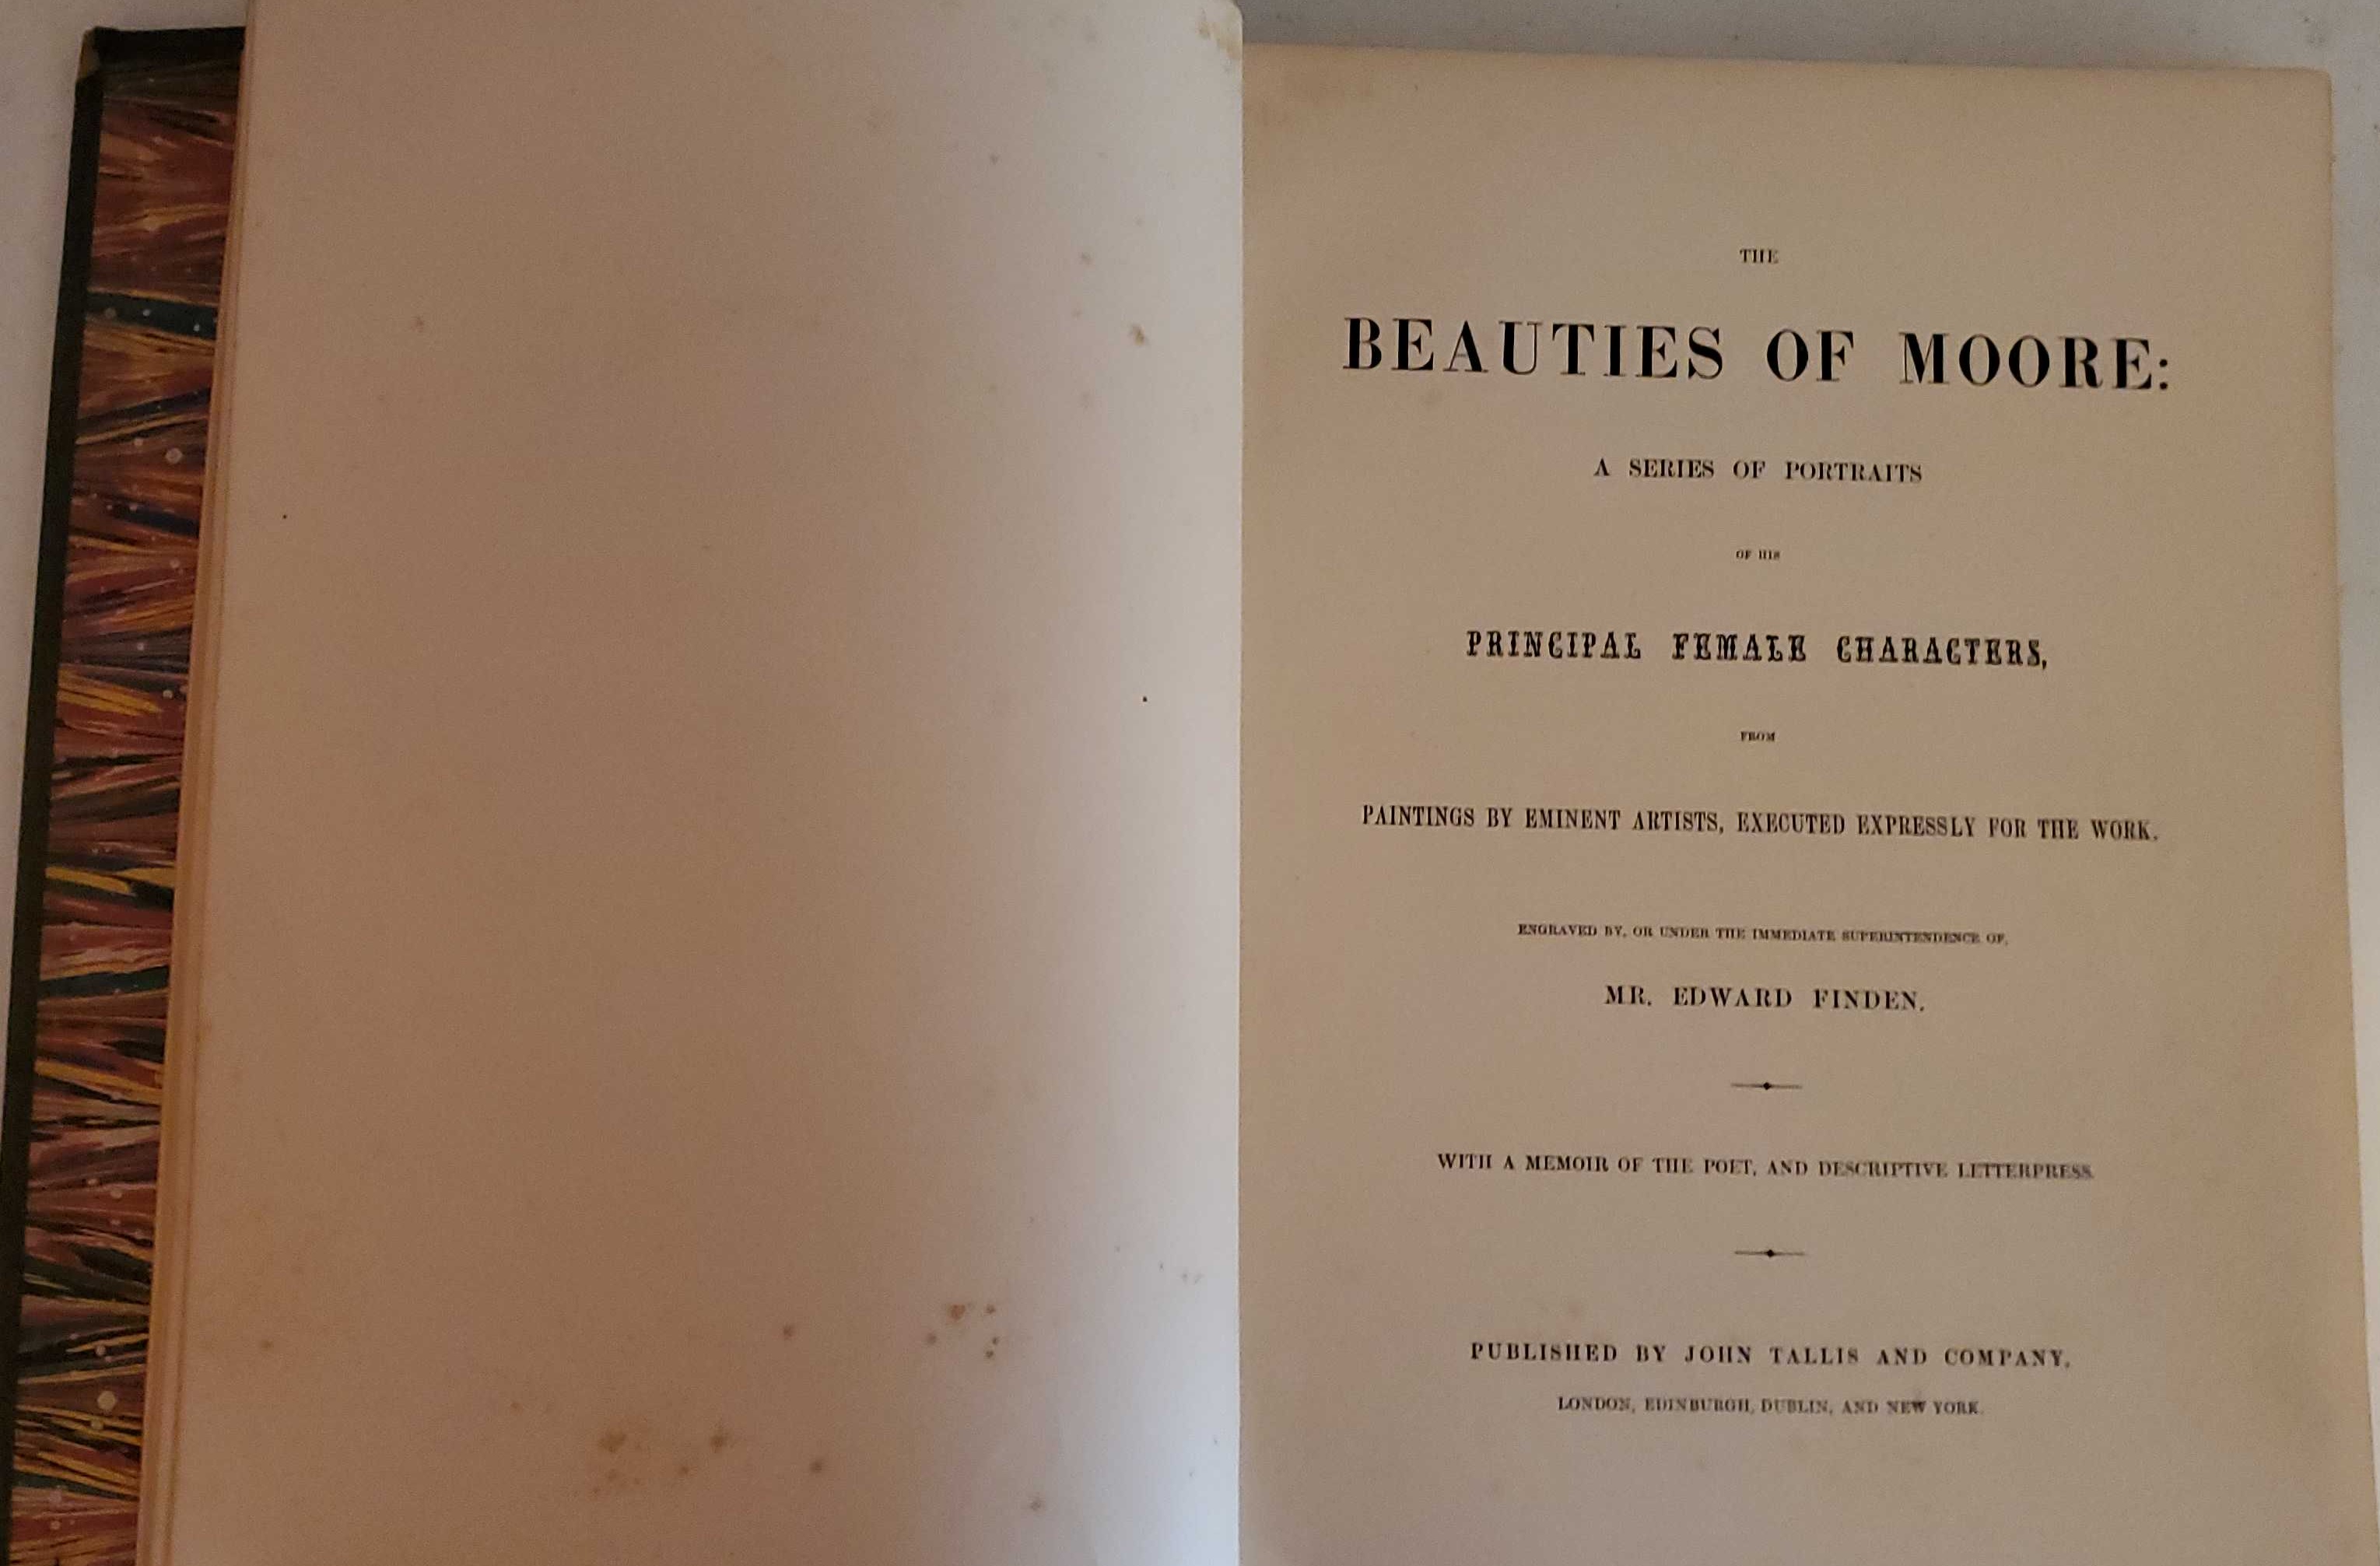 THE
BEAUTIES OF MOORE:
A SERIES OF PORTRAITS
OF HIS
PRINCIPAL FEMALE CHARACTERS,
FROM
PAINTINGS BY EMINENT ARTISTS, EXECUTED EXPRESSLY FOR THE WORK.
ENGRAVED BY, OR UNDER THE IMMEDIATE SUPERINTENDENCE OF,
MR. EDWARD FINDEN.
WITH A MEMOIR OF THE POET, AND DESCRIPTIVE LETTERPRESS.
PUBLISHED BY JOHN TALLIS AND COMPANY,
LONDON, EDINBURGH, DUBLIN, AND NEW YORK.